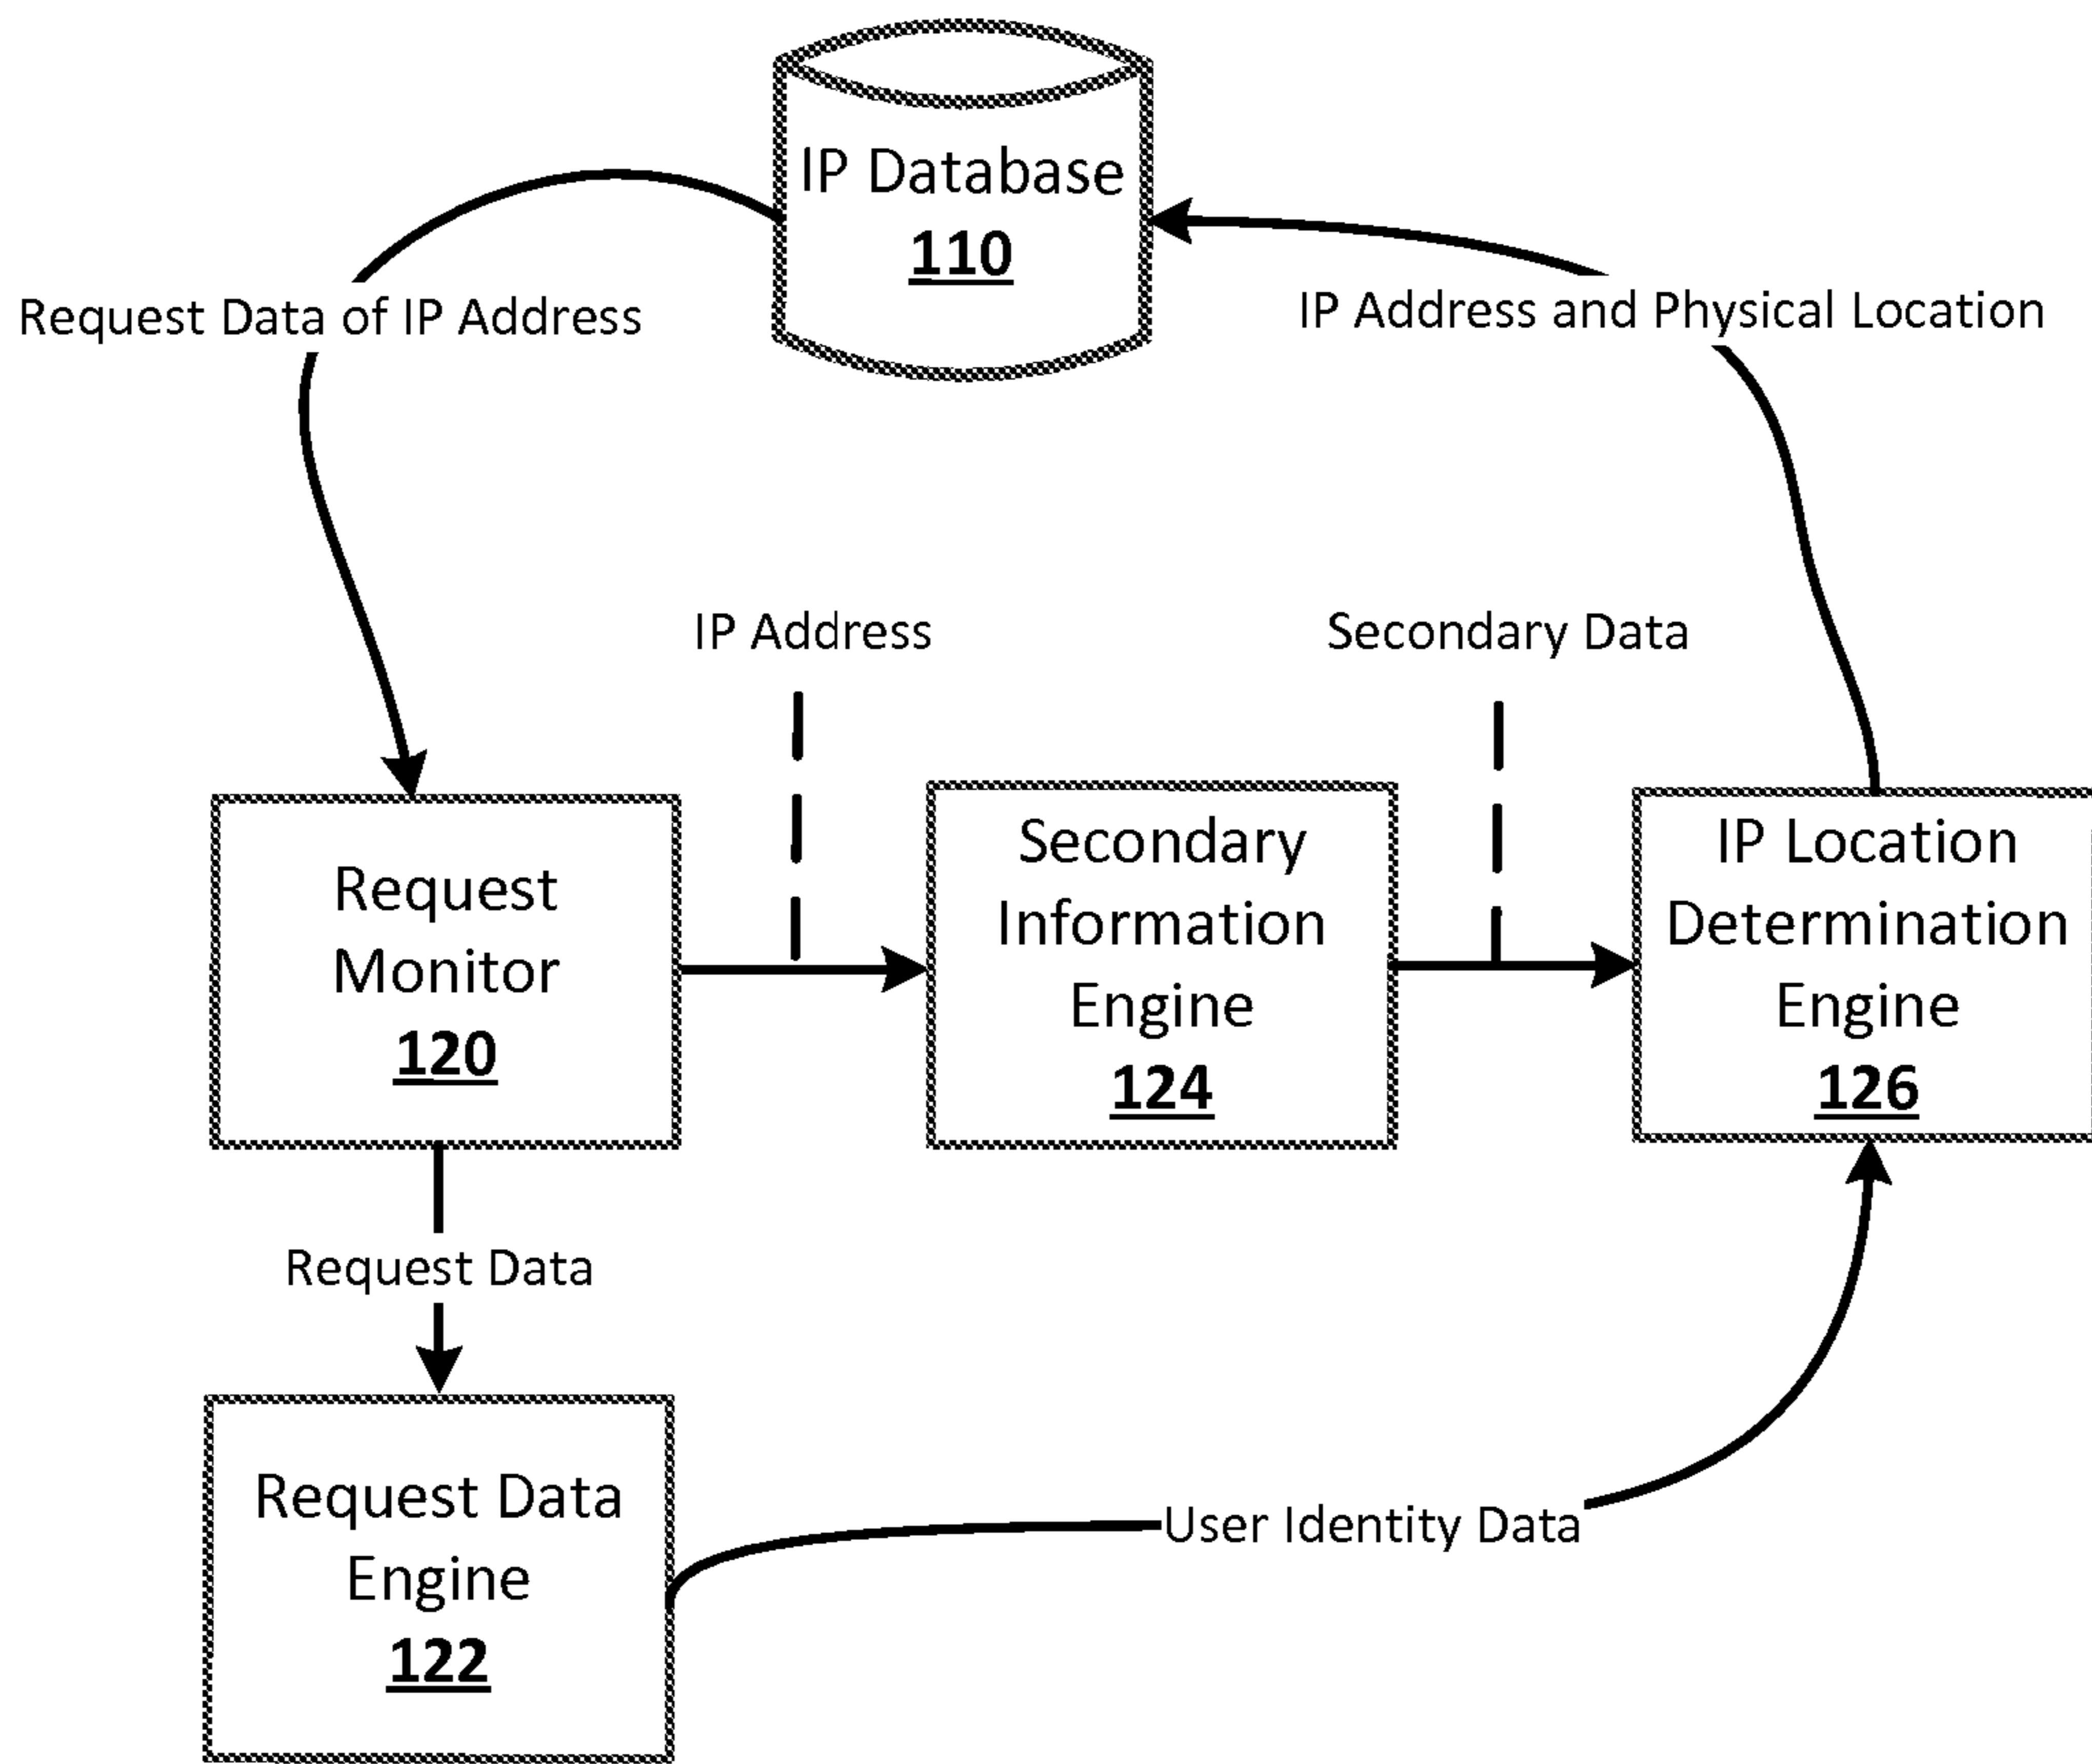 IP Database
110
Request Data of IP Address
IP Address and Physical Location
IP Address
Secondary Data
Request
Monitor
120
Secondary
Information
Engine
124
IP Location
Determination
Engine
126
Request Data
Request Data
Engine
122
User Identity Data